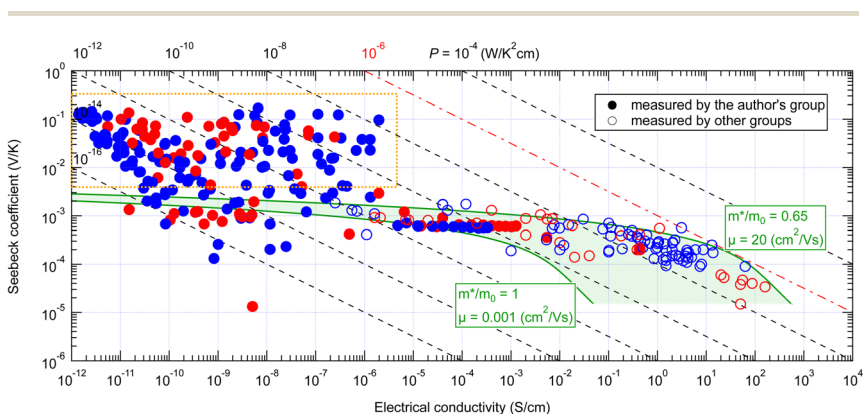 10^-12 10^-10 10^-8 10^-6 P = 10^-4 (W/K^2cm)
10^0
10^-1
10^-2
10^-3
10^-4
10^-5
10^-6
Seebeck coefficient (V/K)
10^-14
10^-16
measured by the author's group
measured by other groups
m*/m_0 = 0.65
μ = 20 (cm^2/Vs)
m*/m_0 = 1
μ = 0.001 (cm^2/Vs)
10^-12 10^-11 10^-10 10^-9 10^-8 10^-7 10^-6 10^-5 10^-4 10^-3 10^-2 10^-1 10^0 10^1 10^2 10^3 10^4
Electrical conductivity (S/cm)